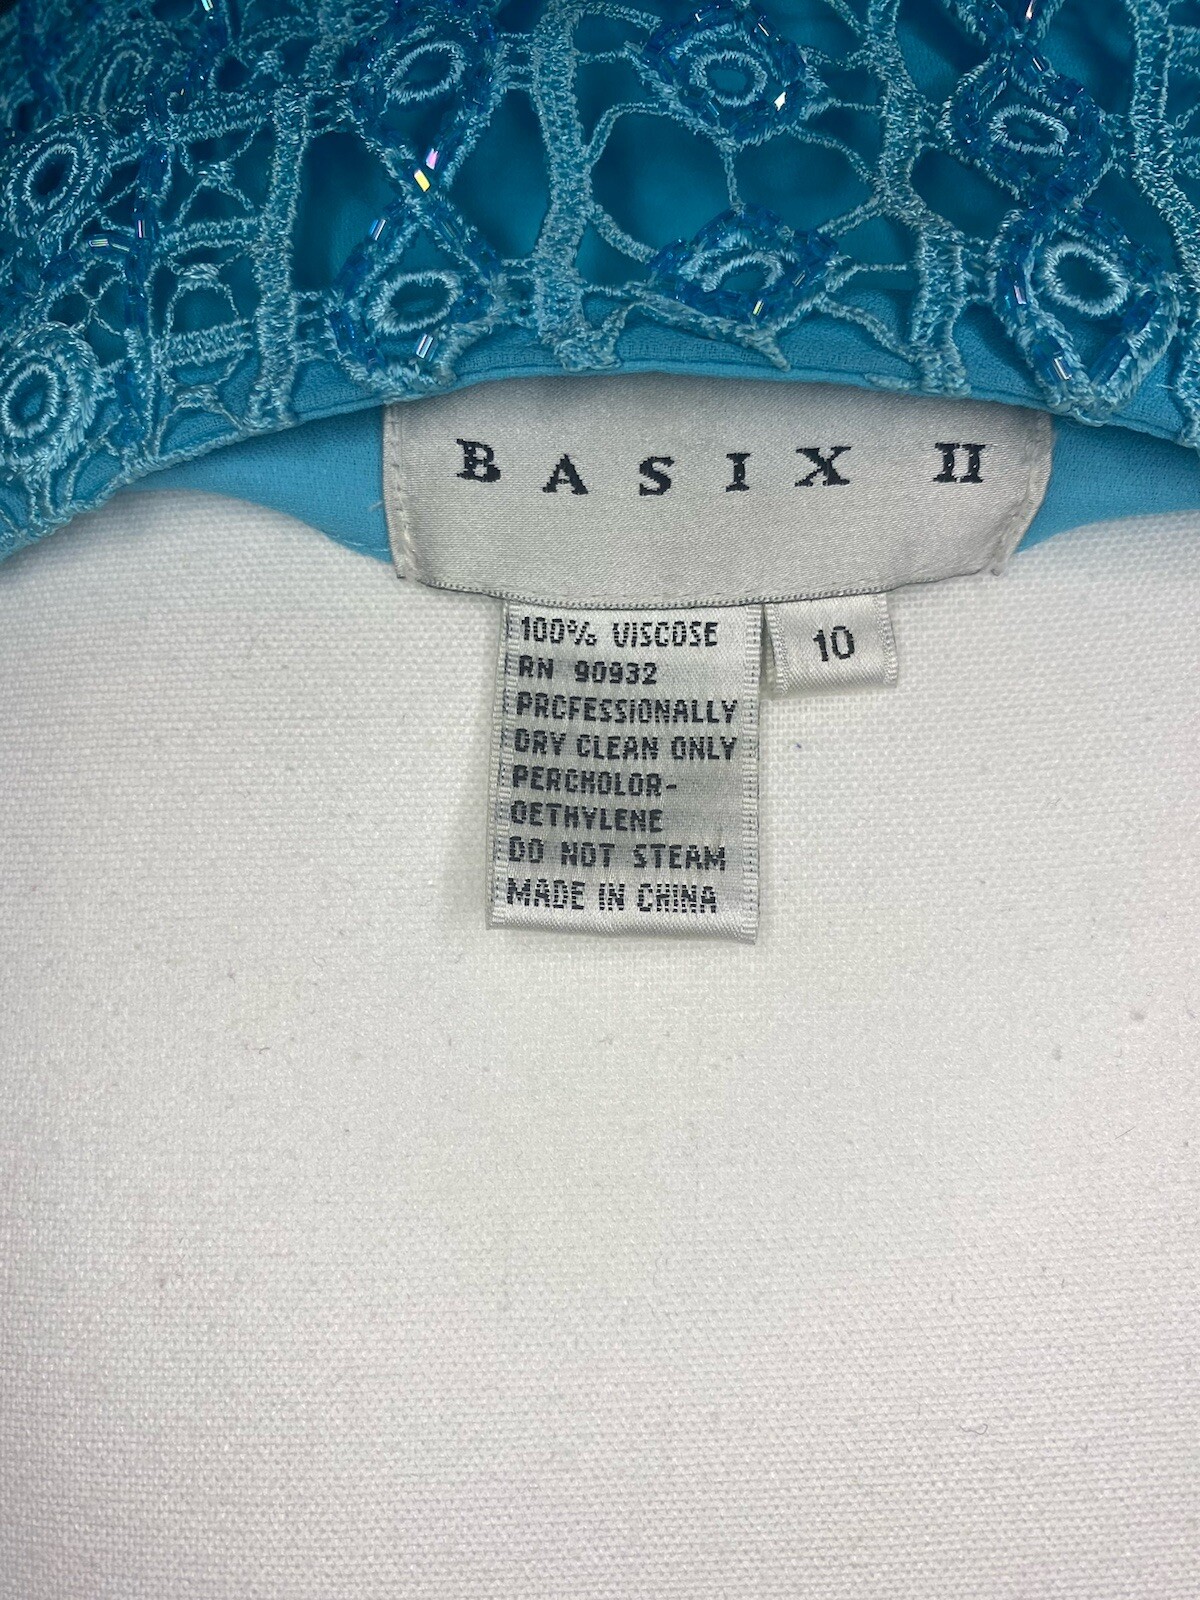 BASIX II
100% VISCOSE
RN 90932
PROFESSIONALLY
DRY CLEAN ONLY
PERCHOLOR-
OETHYLENE
DO NOT STEAM
MADE IN CHINA
10